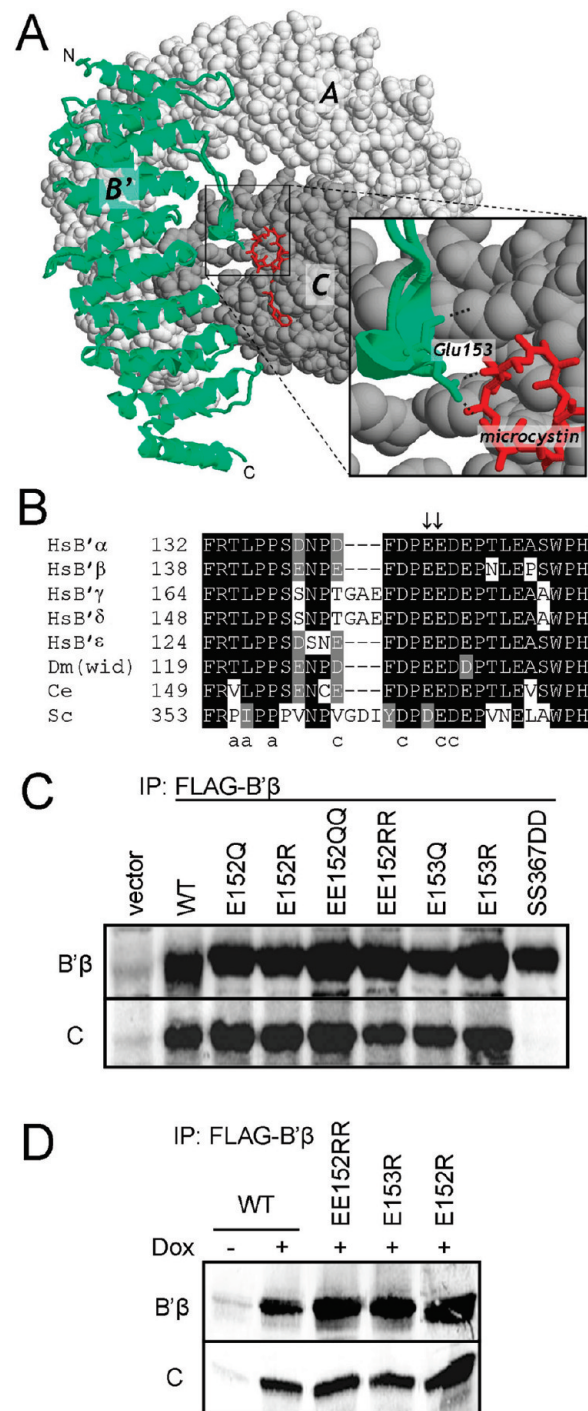 A
N
A
B'
C
Glu153
microcystin
C
B
↓↓
HsB'α 132 FRTLPPSDNPD---FDPEEDEPTLEASWPH
HsB'β 138 FRTLPPSENPD---FDPEEDEPNLEPSWPH
HsB'γ 164 FRTLPPSSNPTGAEFDPEEDEPTLEAAWPH
HsB'δ 148 FRTLPPSSNPTGAEFDPEEDEPTLEAAWPH
HsB'ε 124 FRTLPPSDSNE---FDPEEDEPTLEASWPH
Dm(wid) 119 FRTLPPSENPD---FDPEEDDPTLEASWPH
Ce 149 FRVLPPSENCE---FDPEEDEPTLEVSWPH
Sc 353 FRPIPPPVNPVGDIYDPDEDEPVNELAWPH
aa a c c cc
C
IP: FLAG-B'β
vector WT E152Q E152R EE152QQ EE152RR E153Q E153R SS367DD
B'β
C
D
IP: FLAG-B'β
WT EE152RR E153R E152R
Dox - + + + +
B'β
C